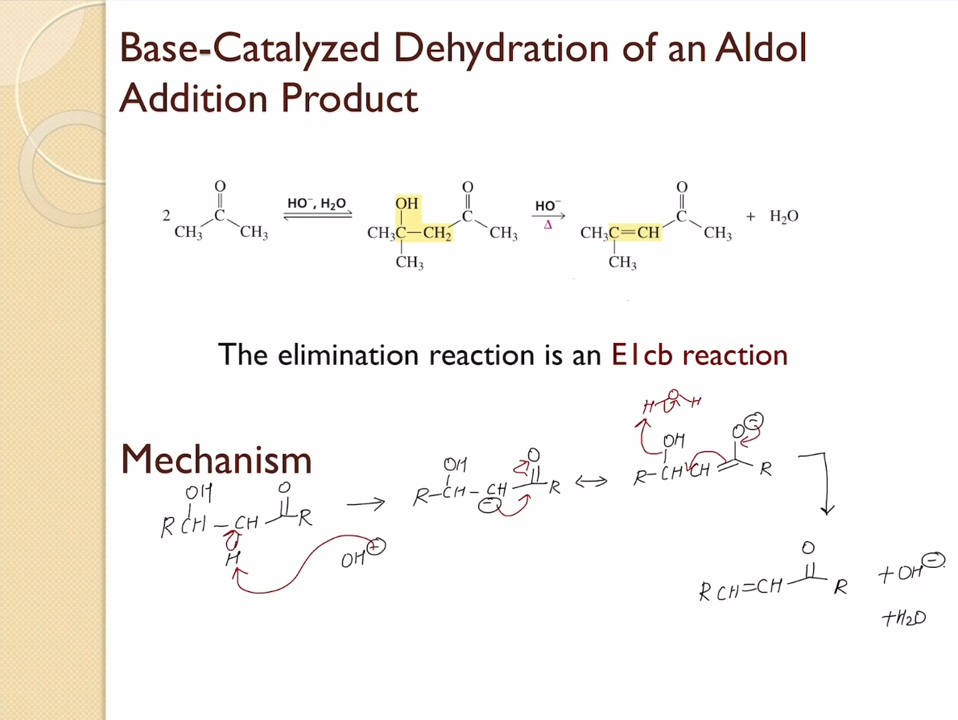 Base-Catalyzed Dehydration of an Aldol
Addition Product
2 CH₃ C O CH₃
HO⁻, H₂O
OH
CH₃C—CH₂ C O CH₃
CH₃
HO⁻
Δ
CH₃C=CH C O CH₃
CH₃
+ H₂O
The elimination reaction is an E1cb reaction
Mechanism
OH O
R CH – CH R
H
OH⊕
OH O
R–CH–CH R
⊖
H O H
OH O⊖
R–CH CH R
O
R CH=CH R
+ OH⊖
+H₂O